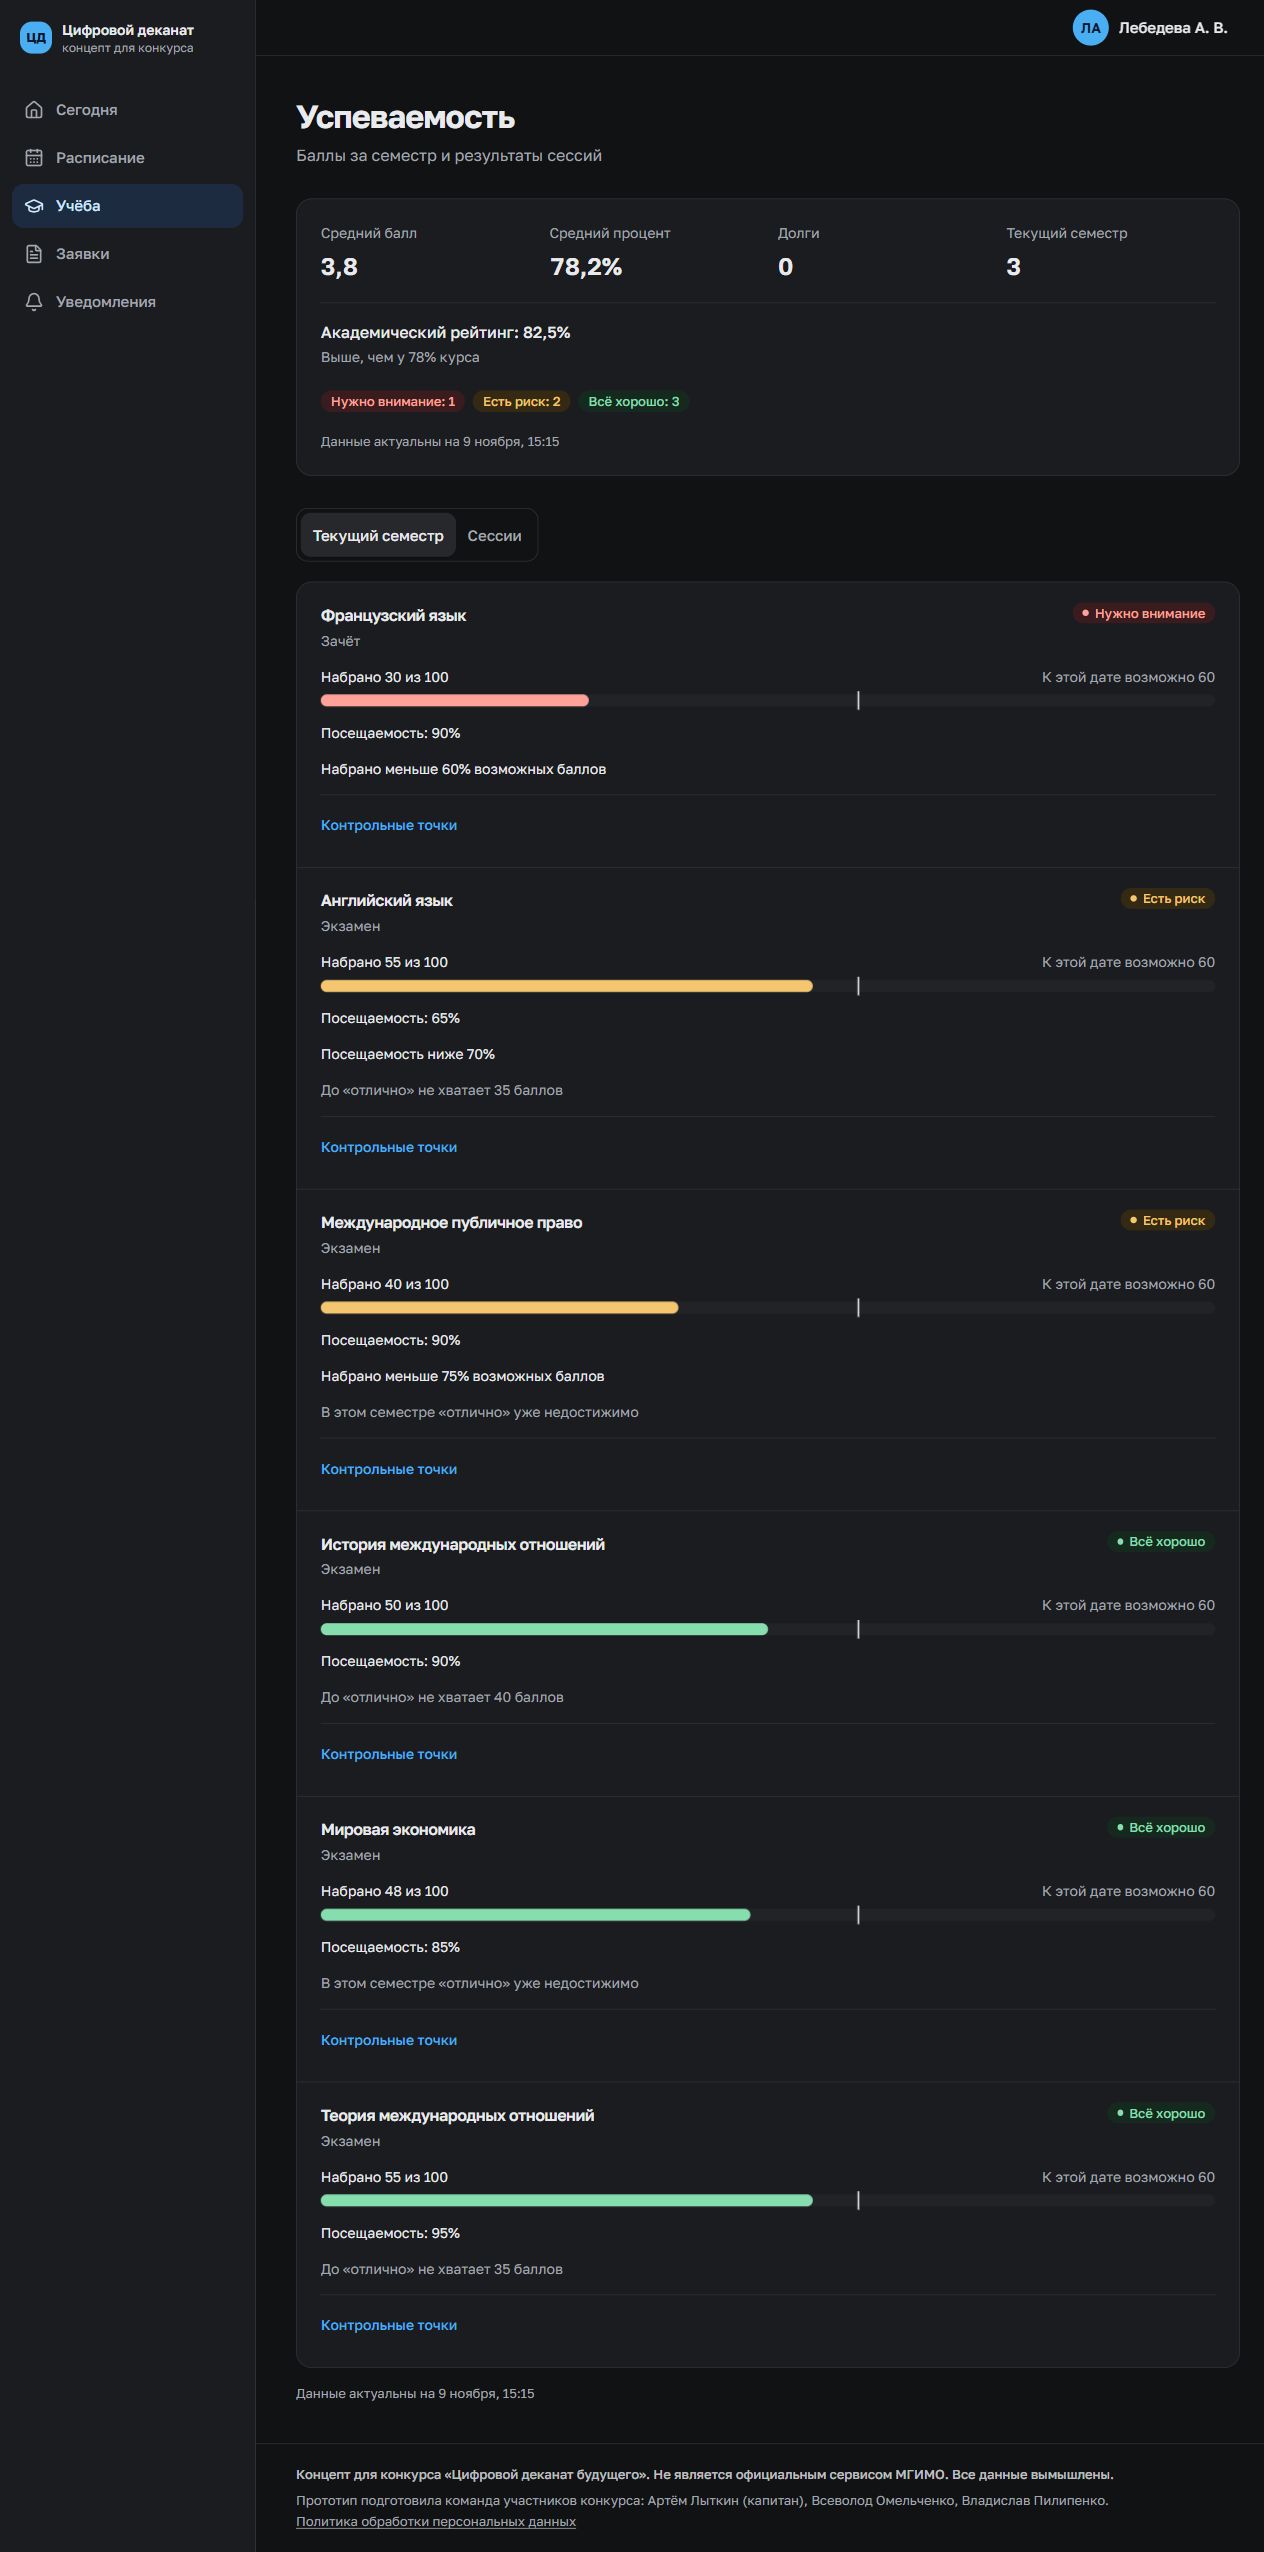 ЦД
Цифровой деканат
концепт для конкурса
Сегодня
Расписание
Учёба
Заявки
Уведомления
ЛА
Лебедева А. В.
Успеваемость
Баллы за семестр и результаты сессий
Средний балл
3,8
Средний процент
78,2%
Долги
0
Текущий семестр
3
Академический рейтинг: 82,5%
Выше, чем у 78% курса
Нужно внимание: 1
Есть риск: 2
Всё хорошо: 3
Данные актуальны на 9 ноября, 15:15
Текущий семестр
Сессии
Французский язык
Нужно внимание
Зачёт
Набрано 30 из 100
К этой дате возможно 60
Посещаемость: 90%
Набрано меньше 60% возможных баллов
Контрольные точки
Английский язык
Есть риск
Экзамен
Набрано 55 из 100
К этой дате возможно 60
Посещаемость: 65%
Посещаемость ниже 70%
До «отлично» не хватает 35 баллов
Контрольные точки
Международное публичное право
Есть риск
Экзамен
Набрано 40 из 100
К этой дате возможно 60
Посещаемость: 90%
Набрано меньше 75% возможных баллов
В этом семестре «отлично» уже недостижимо
Контрольные точки
История международных отношений
Всё хорошо
Экзамен
Набрано 50 из 100
К этой дате возможно 60
Посещаемость: 90%
До «отлично» не хватает 40 баллов
Контрольные точки
Мировая экономика
Всё хорошо
Экзамен
Набрано 48 из 100
К этой дате возможно 60
Посещаемость: 85%
В этом семестре «отлично» уже недостижимо
Контрольные точки
Теория международных отношений
Всё хорошо
Экзамен
Набрано 55 из 100
К этой дате возможно 60
Посещаемость: 95%
До «отлично» не хватает 35 баллов
Контрольные точки
Данные актуальны на 9 ноября, 15:15
Концепт для конкурса «Цифровой деканат будущего». Не является официальным сервисом МГИМО. Все данные вымышлены.
Прототип подготовила команда участников конкурса: Артём Лыткин (капитан), Всеволод Омельченко, Владислав Пилипенко.
Политика обработки персональных данных